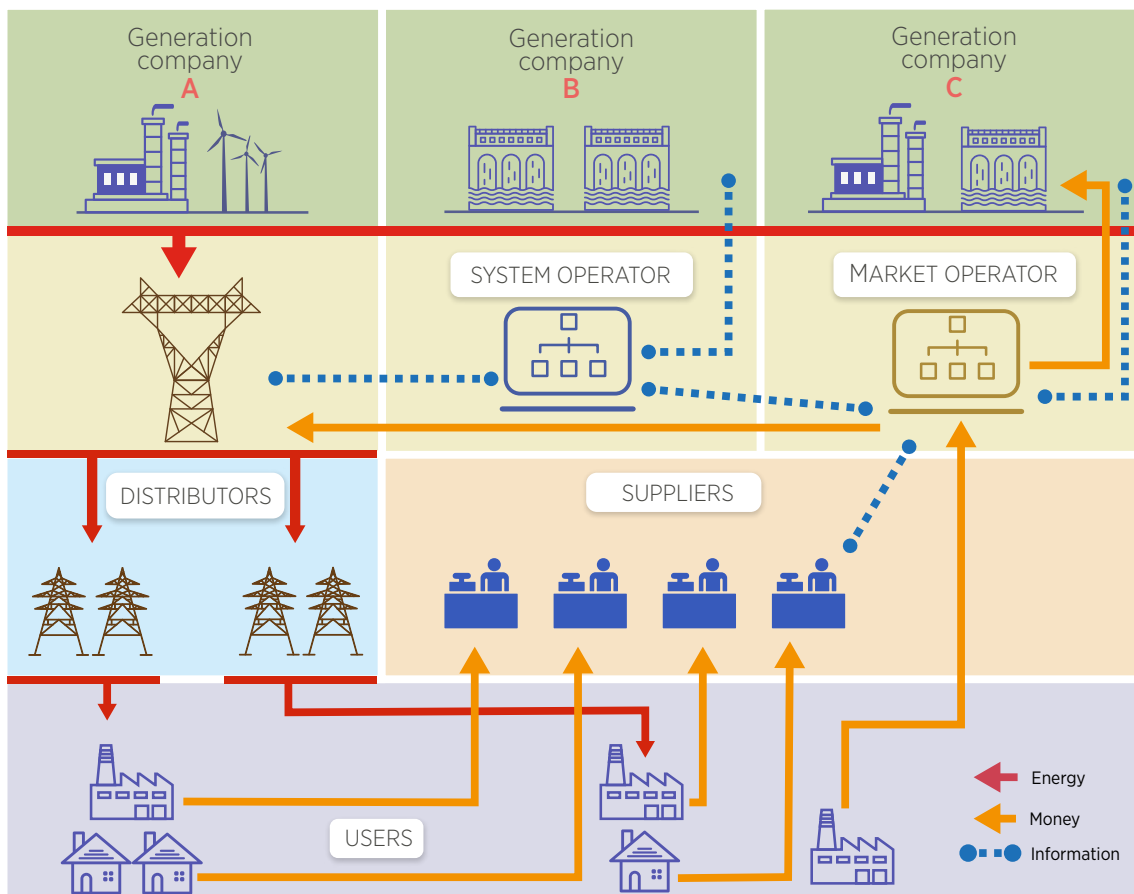 Generation
company
A
Generation
company
B
Generation
company
C
SYSTEM OPERATOR
MARKET OPERATOR
DISTRIBUTORS
SUPPLIERS
USERS
Energy
Money
Information